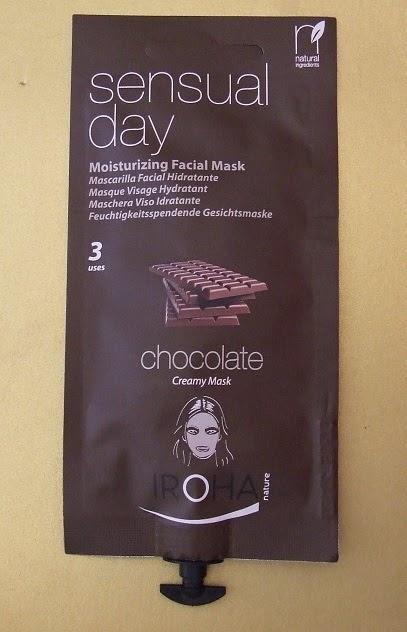 n
natural
ingredients
sensual
day
Moisturizing Facial Mask
Mascarilla Facial Hidratante
Masque Visage Hydratant
Maschera Viso Idratante
Feuchtigkeitsspendende Gesichtsmaske
3
uses
chocolate
Creamy Mask
IROHA
nature